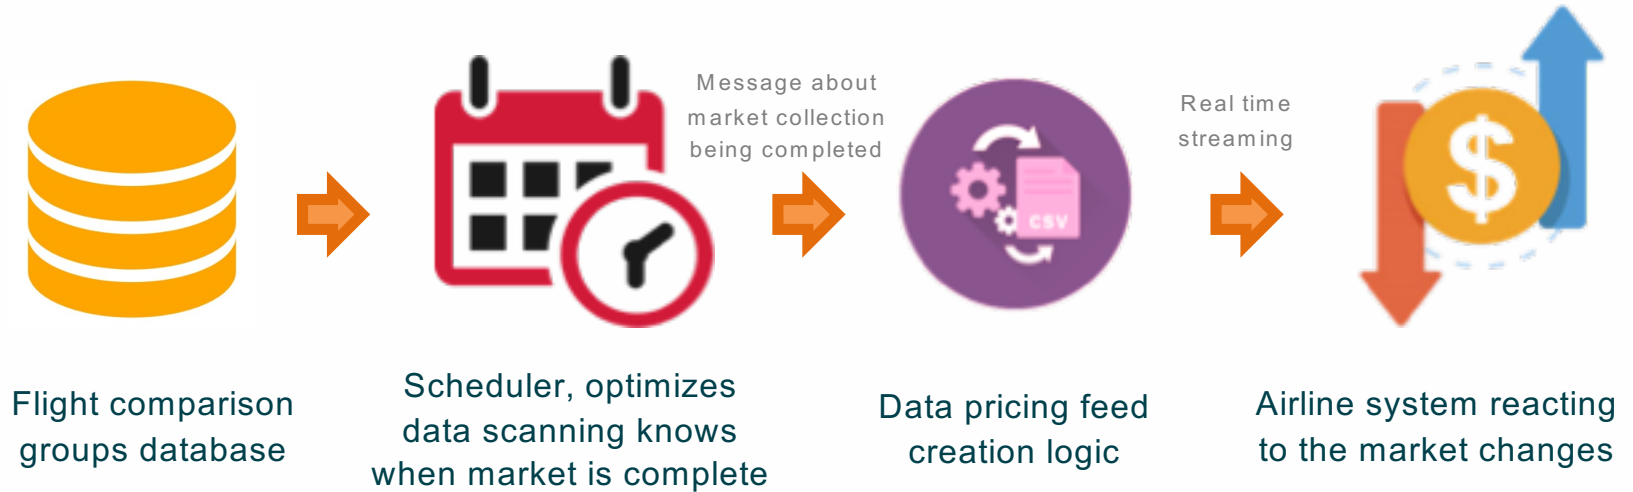 Message about
market collection
being completed
Real time
streaming
CSV
$
Flight comparison
groups database
Scheduler, optimizes
data scanning knows
when market is complete
Data pricing feed
creation logic
Airline system reacting
to the market changes